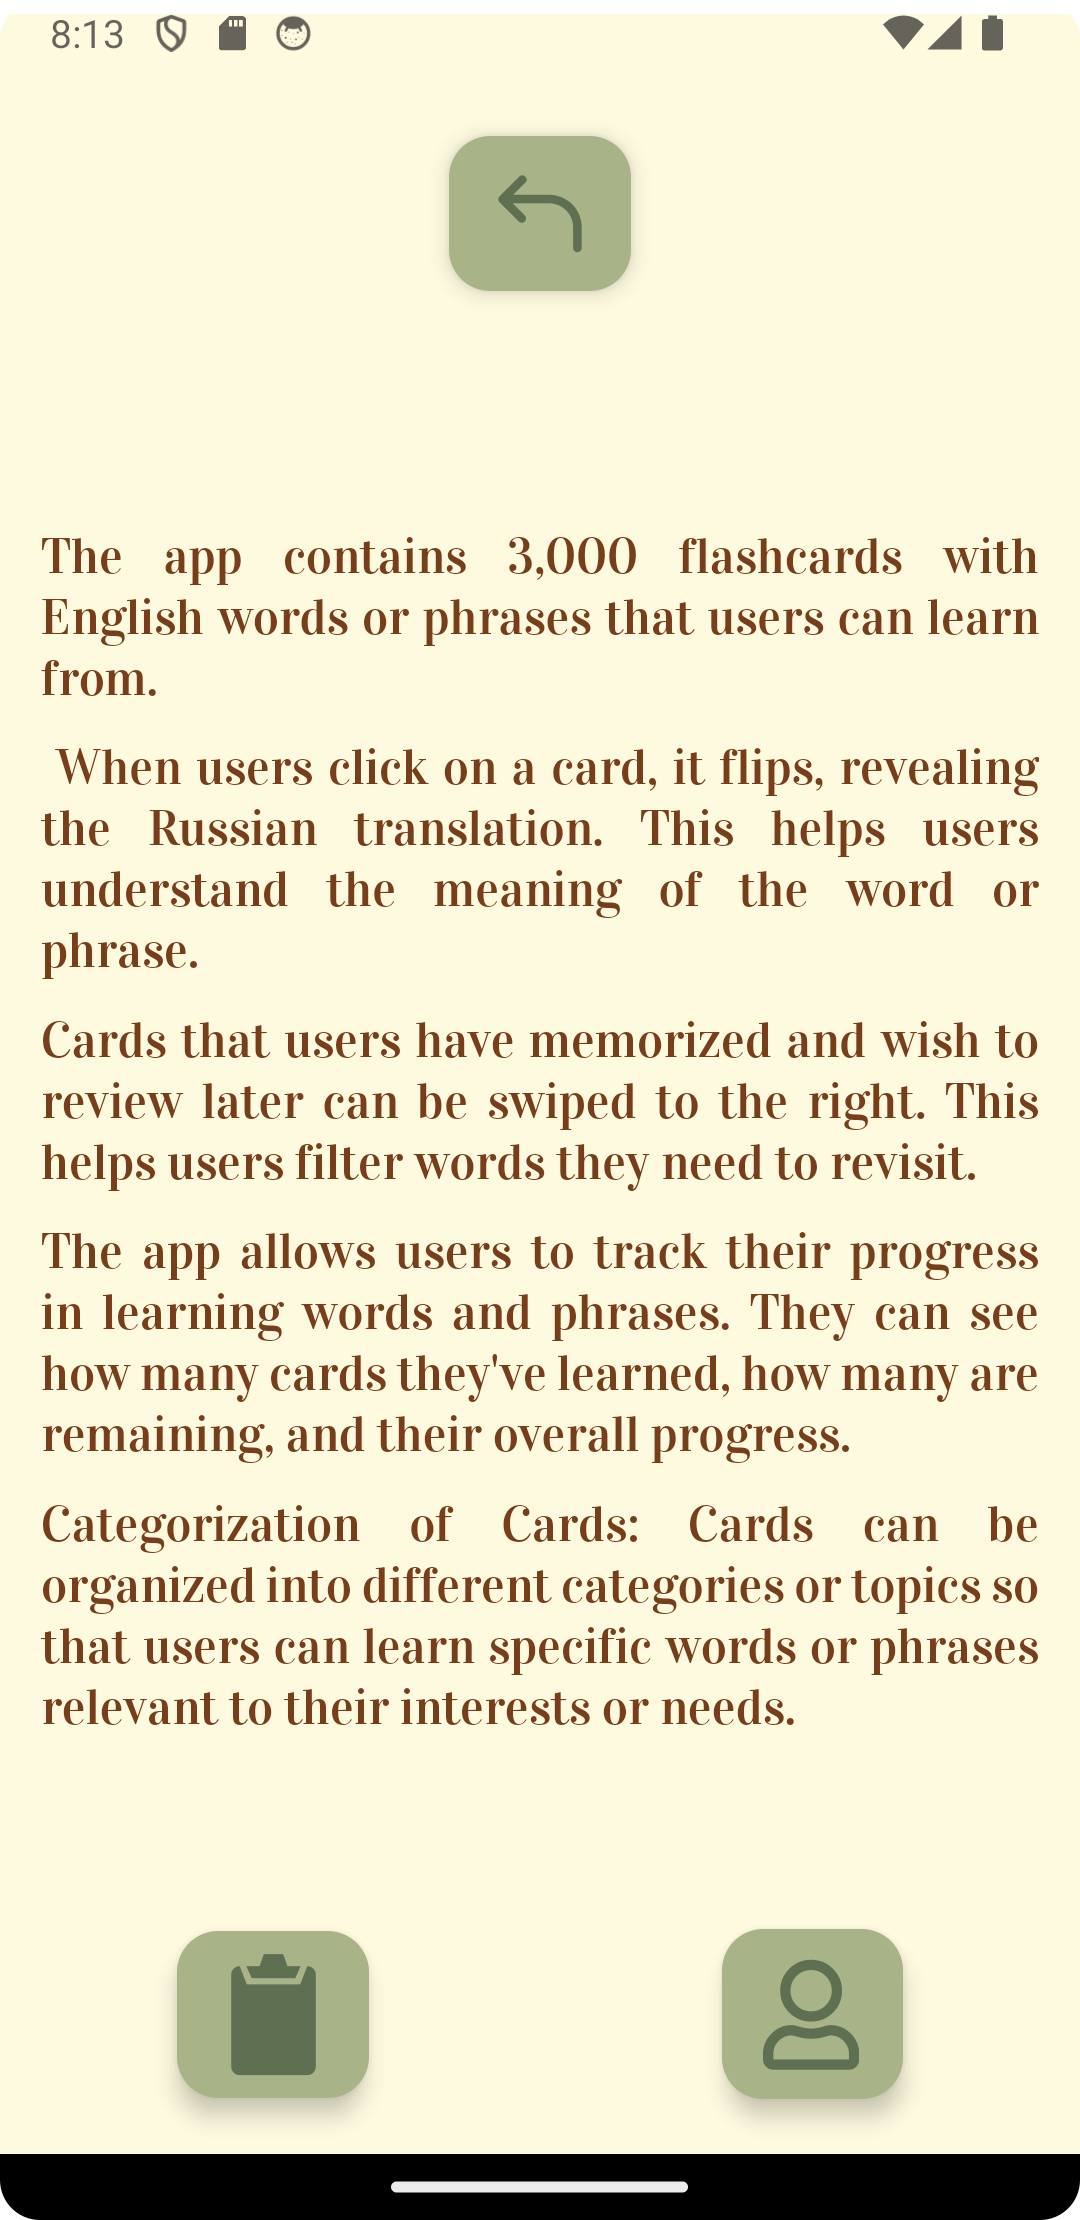 8:13
The app contains 3,000 flashcards with
English words or phrases that users can learn
from.
When users click on a card, it flips, revealing
the Russian translation. This helps users
understand the meaning of the word or
phrase.
Cards that users have memorized and wish to
review later can be swiped to the right. This
helps users filter words they need to revisit.
The app allows users to track their progress
in learning words and phrases. They can see
how many cards they've learned, how many are
remaining, and their overall progress.
Categorization of Cards: Cards can be
organized into different categories or topics so
that users can learn specific words or phrases
relevant to their interests or needs.